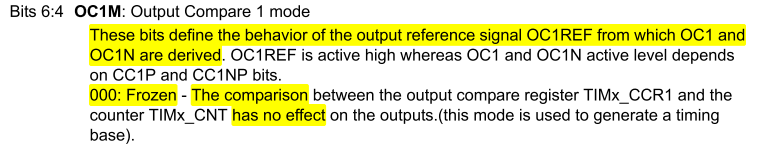 Bits 6:4 OC1M: Output Compare 1 mode
These bits define the behavior of the output reference signal OC1REF from which OC1 and
OC1N are derived. OC1REF is active high whereas OC1 and OC1N active level depends
on CC1P and CC1NP bits.
000: Frozen - The comparison between the output compare register TIMx_CCR1 and the
counter TIMx_CNT has no effect on the outputs.(this mode is used to generate a timing
base).